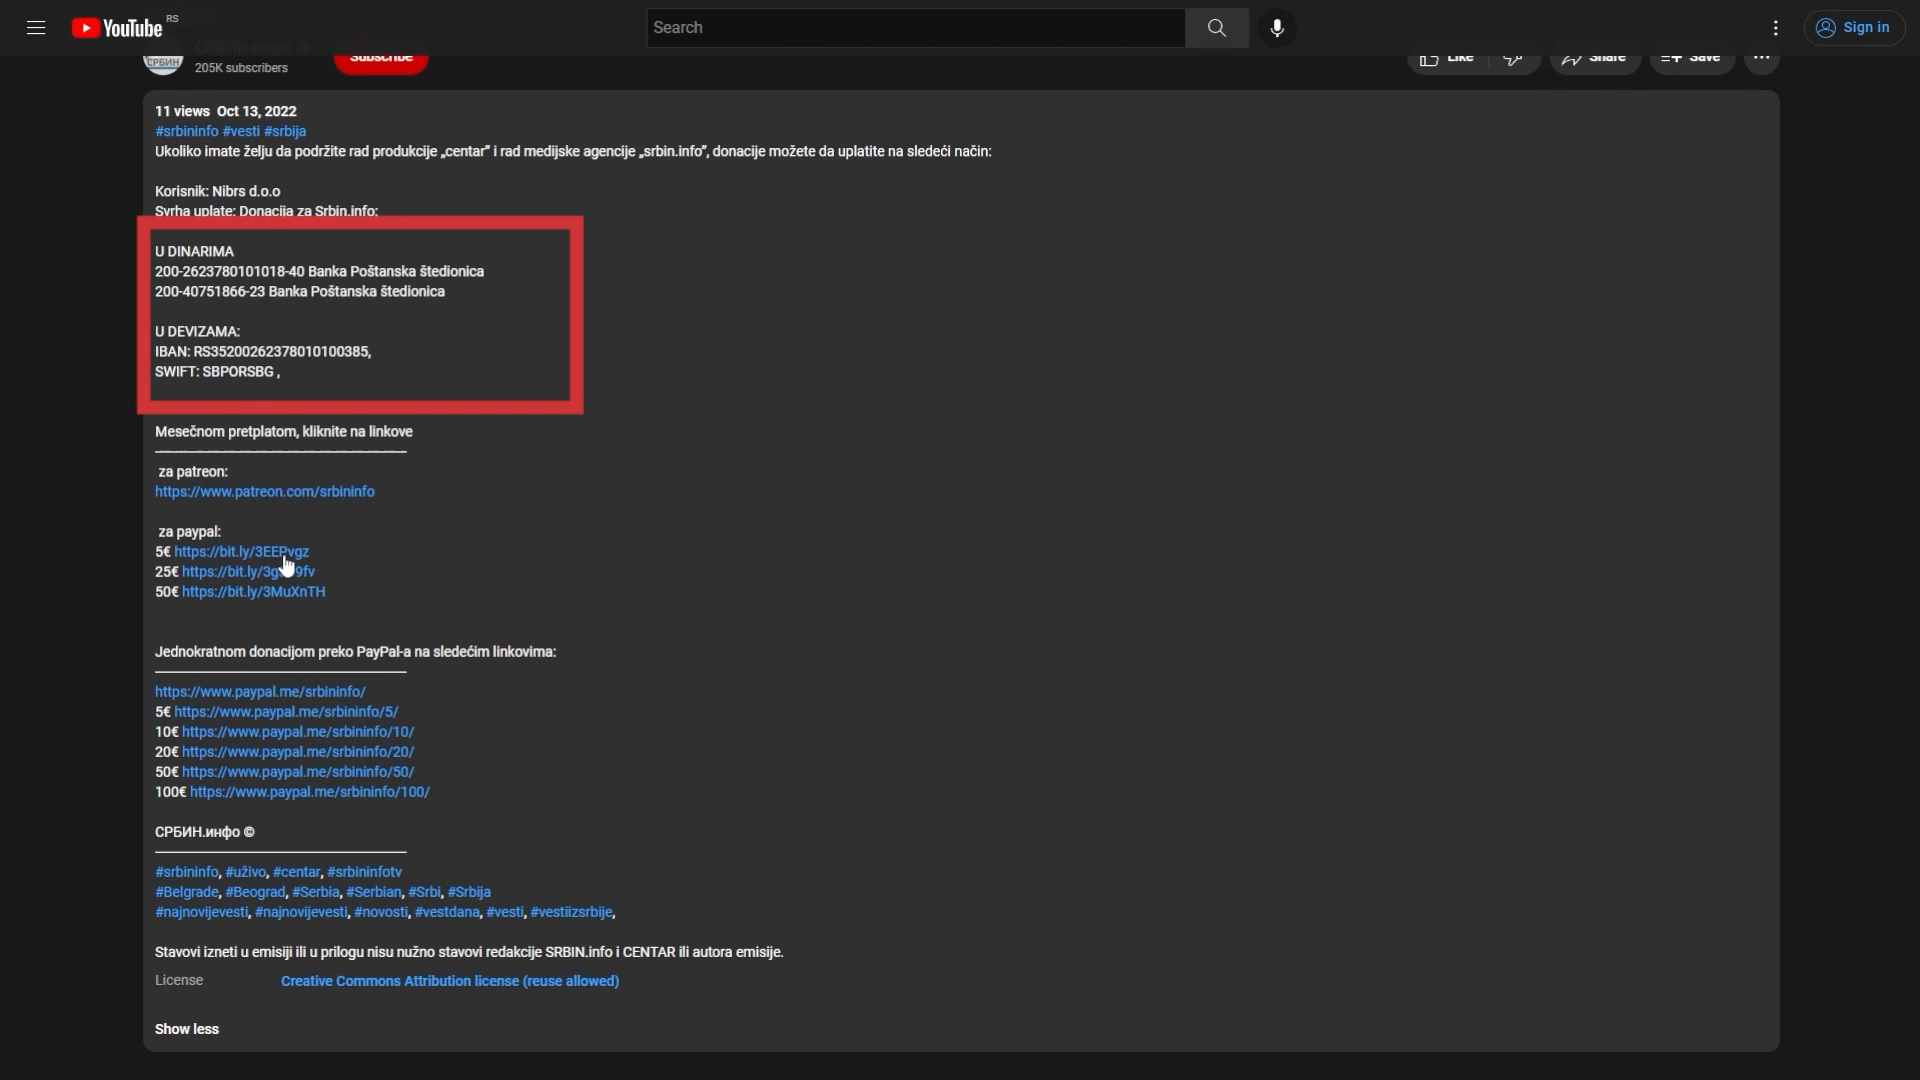 YouTube RS
Search
Sign in
СРБИН
205K subscribers
Subscribe
Like
Share
Save
11 views Oct 13, 2022
#srbininfo #vesti #srbija
Ukoliko imate želju da podržite rad produkcije „centar” i rad medijske agencije „srbin.info”, donacije možete da uplatite na sledeći način:
Korisnik: Nibrs d.o.o
Svrha uplate: Donacija za Srbin.info:
U DINARIMA
200-2623780101018-40 Banka Poštanska štedionica
200-40751866-23 Banka Poštanska štedionica
U DEVIZAMA:
IBAN: RS35200262378010100385,
SWIFT: SBPORSBG ,
Mesečnom pretplatom, kliknite na linkove
za patreon:
https://www.patreon.com/srbininfo
za paypal:
5€ https://bit.ly/3EEPvgz
25€
50€ https://bit.ly/3MuXnTH
Jednokratnom donacijom preko PayPal-a na sledećim linkovima:
https://www.paypal.me/srbininfo/
5€ https://www.paypal.me/srbininfo/5/
10€ https://www.paypal.me/srbininfo/10/
20€ https://www.paypal.me/srbininfo/20/
50€ https://www.paypal.me/srbininfo/50/
100€ https://www.paypal.me/srbininfo/100/
СРБИН.инфо ©
#srbininfo, #uživo, #centar, #srbininfotv
#Belgrade, #Beograd, #Serbia, #Serbian, #Srbi, #Srbija
#najnovijevesti, #najnovijevesti, #novosti, #vestdana, #vesti, #vestiizsrbije,
Stavovi izneti u emisiji ili u prilogu nisu nužno stavovi redakcije SRBIN.info i CENTAR ili autora emisije.
License Creative Commons Attribution license (reuse allowed)
Show less